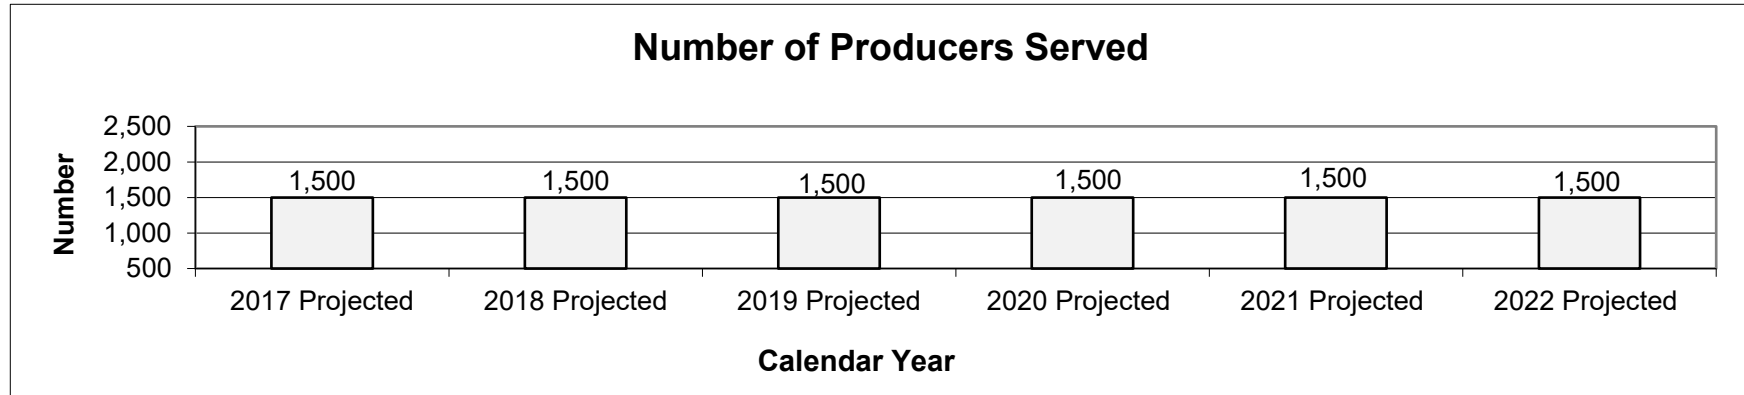 Number of Producers Served
Number
2,500
2,000
1,500
1,000
500
1,500 1,500 1,500 1,500 1,500 1,500
2017 Projected 2018 Projected 2019 Projected 2020 Projected 2021 Projected 2022 Projected
Calendar Year